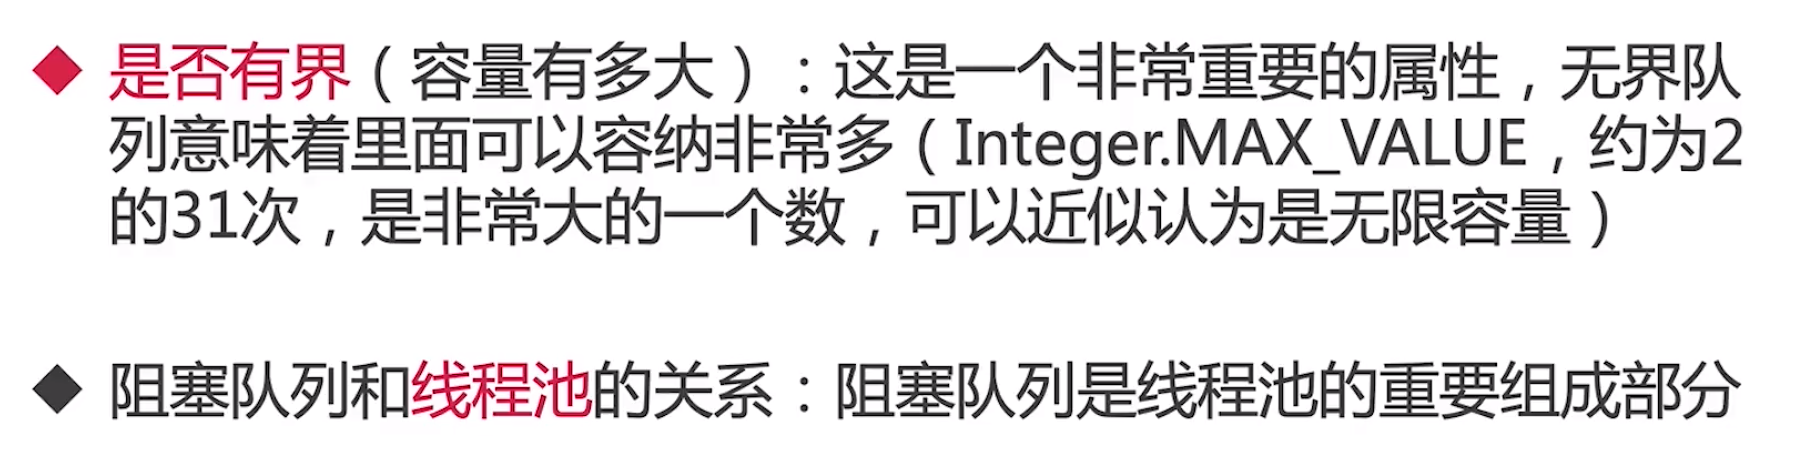 是否有界（容量有多大）：这是一个非常重要的属性，无界队
列意味着里面可以容纳非常多（Integer.MAX_VALUE，约为2
的31次，是非常大的一个数，可以近似认为是无限容量）
阻塞队列和线程池的关系：阻塞队列是线程池的重要组成部分